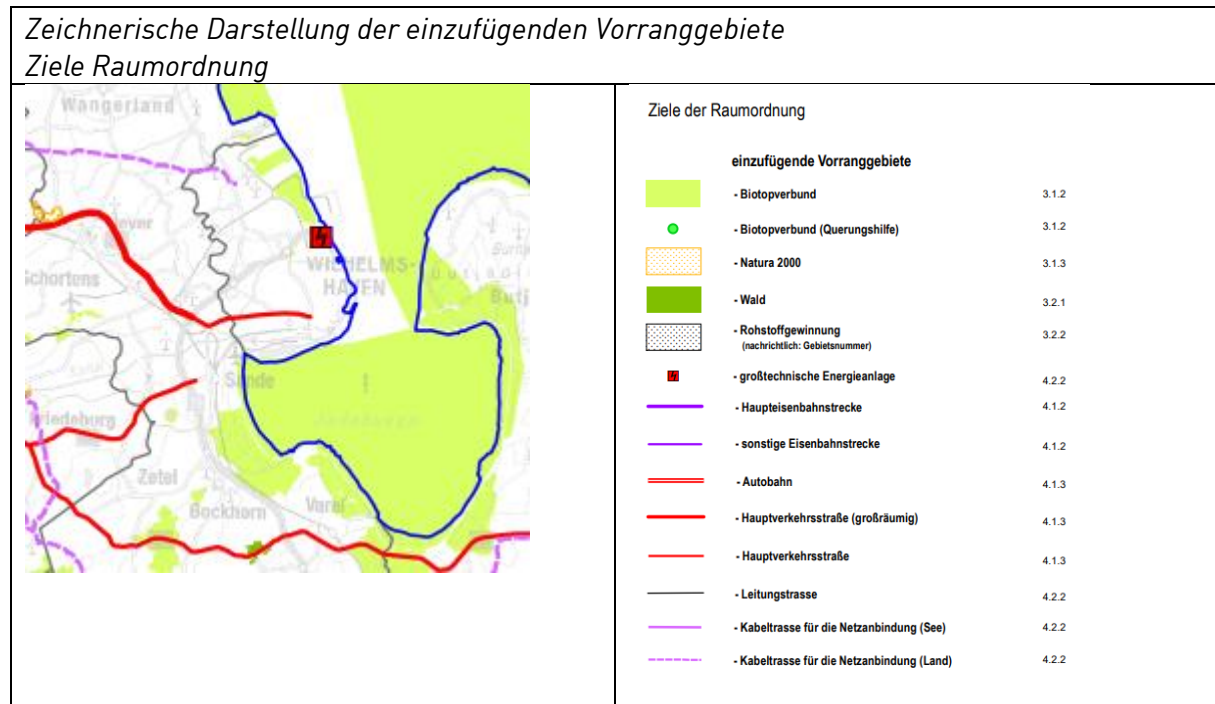 Zeichnerische Darstellung der einzufügenden Vorranggebiete
Ziele Raumordnung
Wangerland
Schortens
WILHELMS-
HAVEN
Sande
Friedeburg
Zetel
Bockhorn
Varel
Ziele der Raumordnung
einzufügende Vorranggebiete
- Biotopverbund 3.1.2
- Biotopverbund (Querungshilfe) 3.1.2
- Natura 2000 3.1.3
- Wald 3.2.1
- Rohstoffgewinnung 3.2.2
(nachrichtlich: Gebietsnummer)
- großtechnische Energieanlage 4.2.2
- Haupteisenbahnstrecke 4.1.2
- sonstige Eisenbahnstrecke 4.1.2
- Autobahn 4.1.3
- Hauptverkehrsstraße (großräumig) 4.1.3
- Hauptverkehrsstraße 4.1.3
- Leitungstrasse 4.2.2
- Kabeltrasse für die Netzanbindung (See) 4.2.2
- Kabeltrasse für die Netzanbindung (Land) 4.2.2